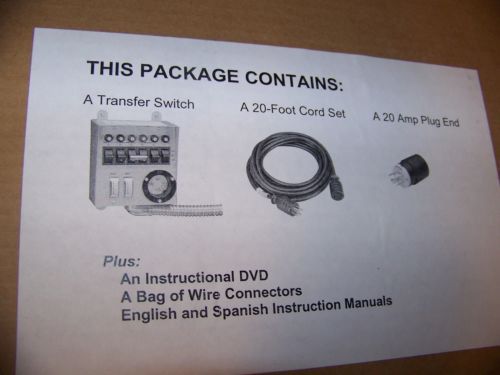 THIS PACKAGE CONTAINS:
A Transfer Switch
A 20-Foot Cord Set
A 20 Amp Plug End
Plus:
An Instructional DVD
A Bag of Wire Connectors
English and Spanish Instruction Manuals